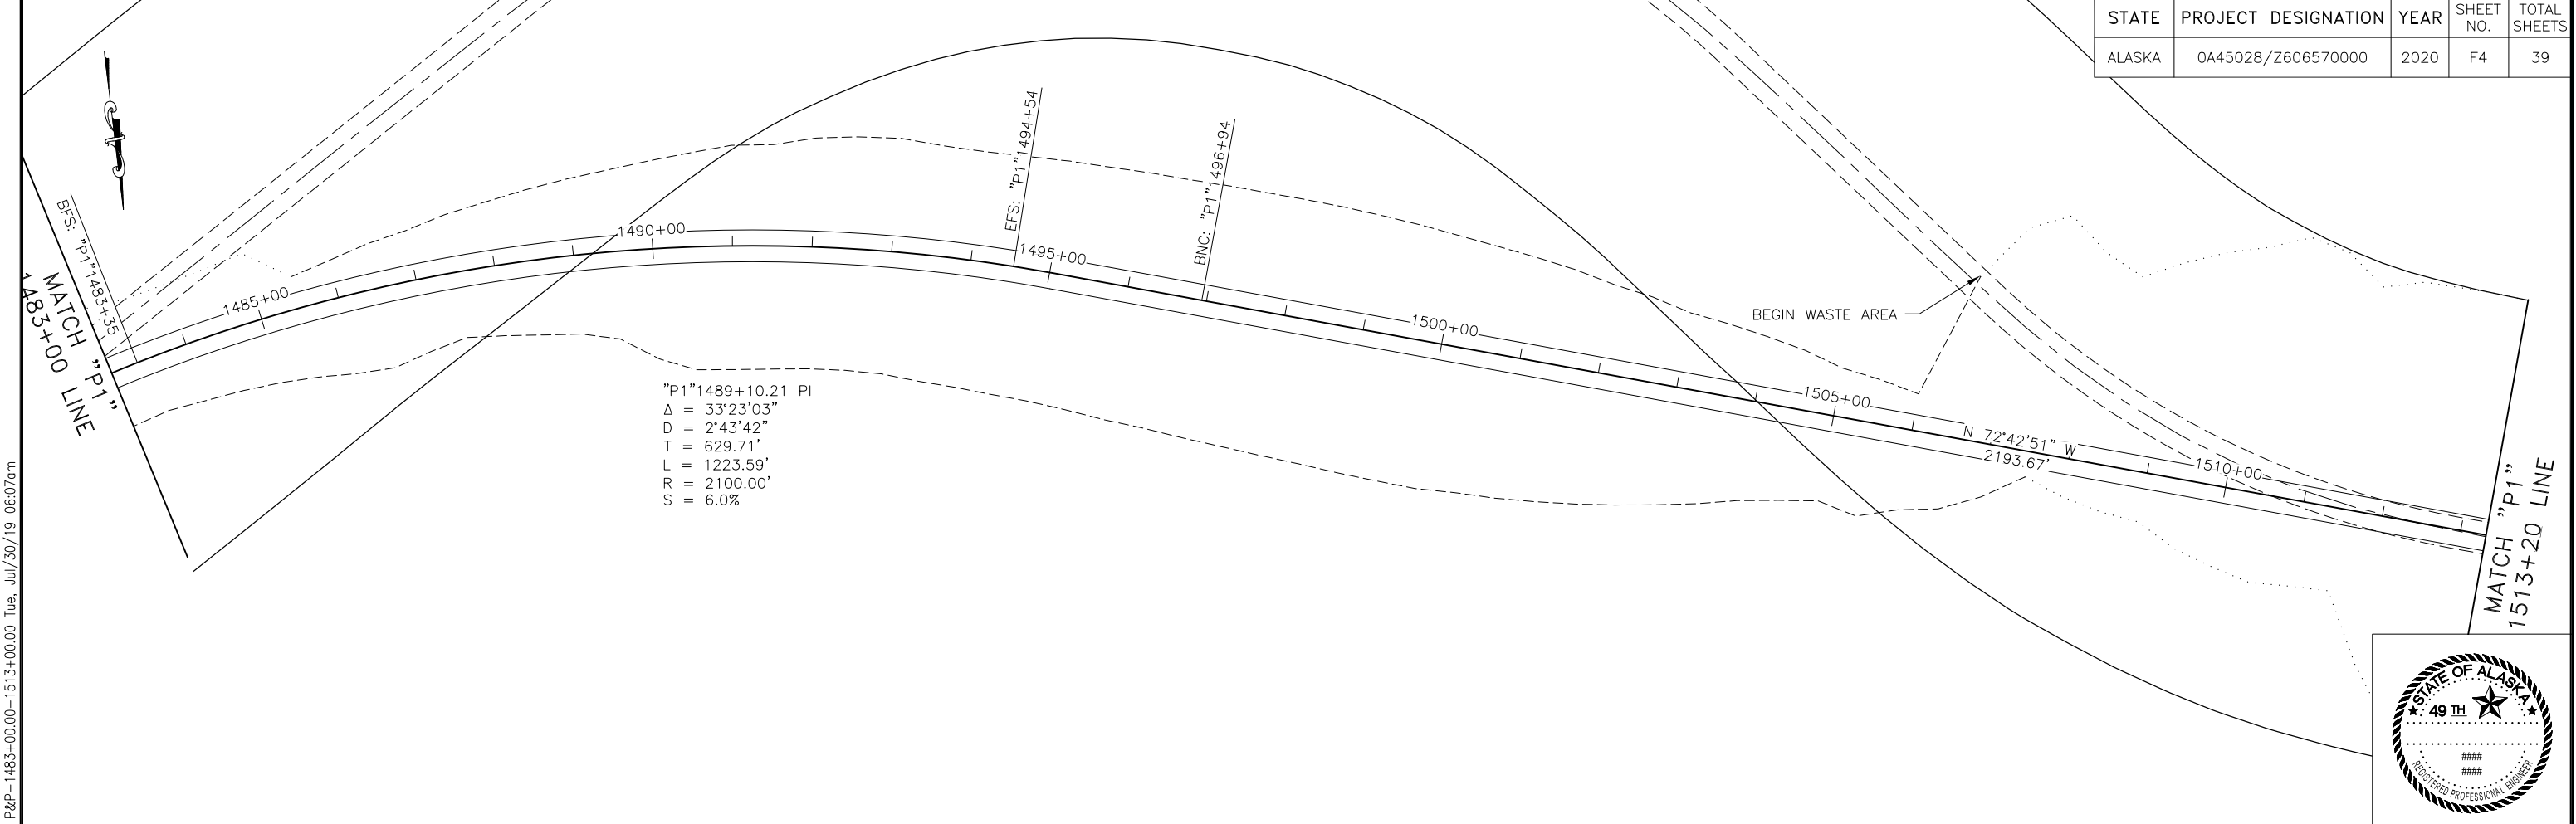 STATE PROJECT DESIGNATION YEAR SHEET NO. TOTAL SHEETS
ALASKA 0A45028/Z606570000 2020 F4 39
BFS: "P1"1483+35
MATCH "P1"
1483+00 LINE
1485+00
1490+00
EFS: "P1"1494+54
1495+00
BNC: "P1"1496+94
1500+00
BEGIN WASTE AREA
1505+00
N 72°42'51" W
2193.67'
1510+00
MATCH "P1"
1513+20 LINE
"P1"1489+10.21 PI
Δ = 33°23'03"
D = 2°43'42"
T = 629.71'
L = 1223.59'
R = 2100.00'
S = 6.0%
P&P-1483+00.00-1513+00.00 Tue, Jul/30/19 06:07am
STATE OF ALASKA
49 TH
####
####
REGISTERED PROFESSIONAL ENGINEER